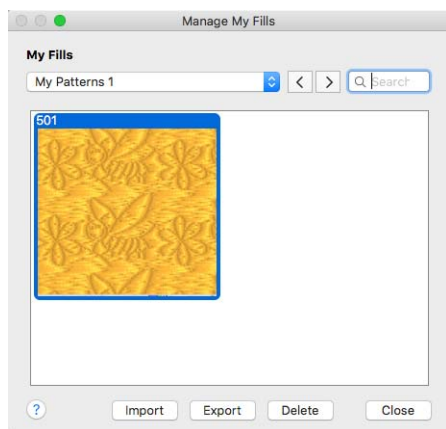 Manage My Fills
My Fills
My Patterns 1
Search
501
? Import Export Delete Close